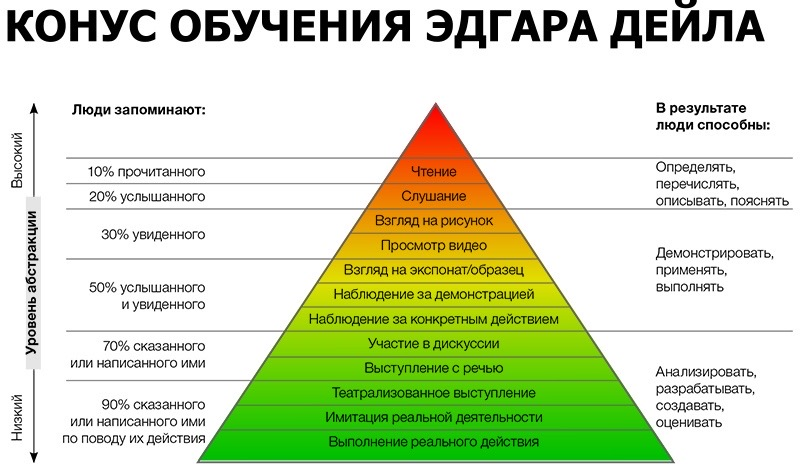 КОНУС ОБУЧЕНИЯ ЭДГАРА ДЕЙЛА
Люди запоминают:
В результате
люди способны:
Высокий
Уровень абстракции
Низкий
10% прочитанного
20% услышанного
30% увиденного
50% услышанного
и увиденного
70% сказанного
или написанного ими
90% сказанного
или написанного ими
по поводу их действия
Чтение
Слушание
Взгляд на рисунок
Просмотр видео
Взгляд на экспонат/образец
Наблюдение за демонстрацией
Наблюдение за конкретным действием
Участие в дискуссии
Выступление с речью
Театрализованное выступление
Имитация реальной деятельности
Выполнение реального действия
Определять,
перечислять,
описывать, пояснять
Демонстрировать,
применять,
выполнять
Анализировать,
разрабатывать,
создавать,
оценивать